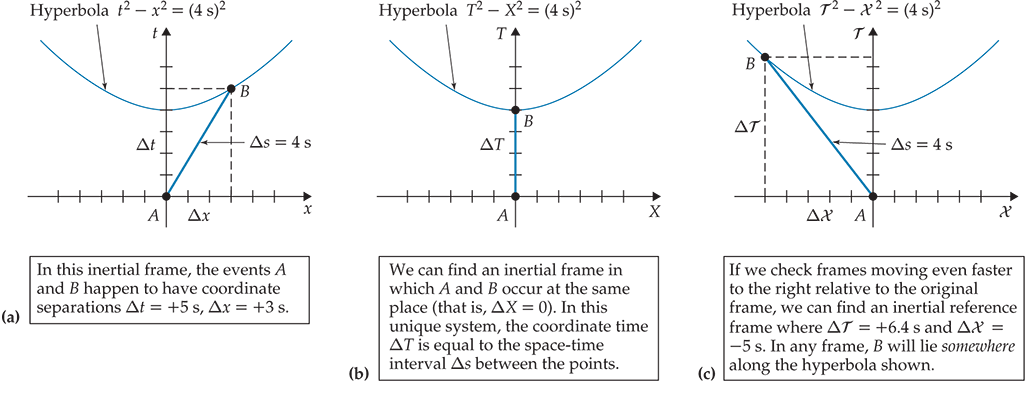 Hyperbola t² − x² = (4 s)²
t
B
Δt
Δs = 4 s
A
Δx
x
In this inertial frame, the events A
and B happen to have coordinate
separations Δt = +5 s, Δx = +3 s.
(a)
Hyperbola T² − X² = (4 s)²
T
B
ΔT
A
X
We can find an inertial frame in
which A and B occur at the same
place (that is, ΔX = 0). In this
unique system, the coordinate time
ΔT is equal to the space-time
interval Δs between the points.
(b)
Hyperbola 𝒯² − 𝒳² = (4 s)²
𝒯
B
Δ𝒯
Δs = 4 s
Δ𝒳
A
𝒳
If we check frames moving even faster
to the right relative to the original
frame, we can find an inertial reference
frame where Δ𝒯 = +6.4 s and Δ𝒳 =
−5 s. In any frame, B will lie somewhere
along the hyperbola shown.
(c)